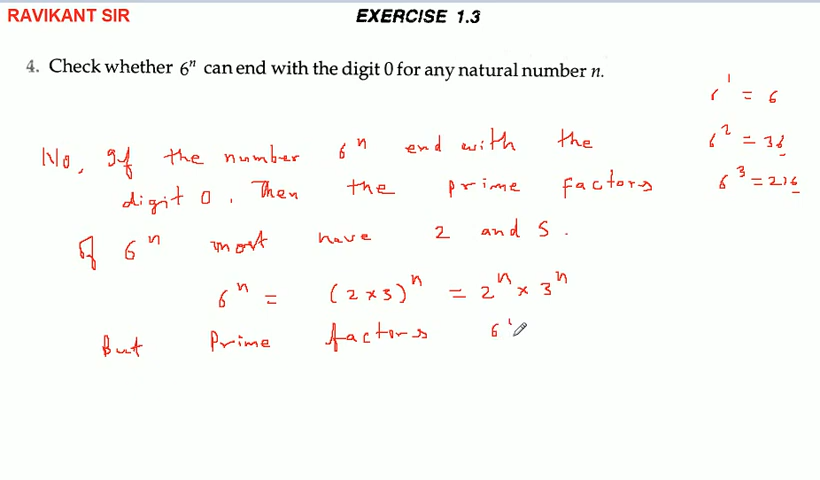 RAVIKANT SIR
EXERCISE 1.3
4. Check whether 6ⁿ can end with the digit 0 for any natural number n.
6¹ = 6
6² = 36
6³ = 216
No, If the number 6ⁿ end with the
digit 0. Then the prime factors
of 6ⁿ most have 2 and 5.
6ⁿ = (2×3)ⁿ = 2ⁿ × 3ⁿ
But Prime factors 6